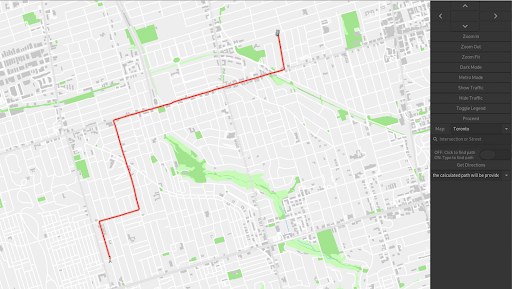 Zoom In
Zoom Out
Zoom Fit
Dark Mode
Metro Mode
Show Traffic
Hide Traffic
Toggle Legend
Proceed
Map: Toronto
Intersection or Street
OFF: Click to find path
ON: Type to find path
Get Directions
the calculated path will be provide